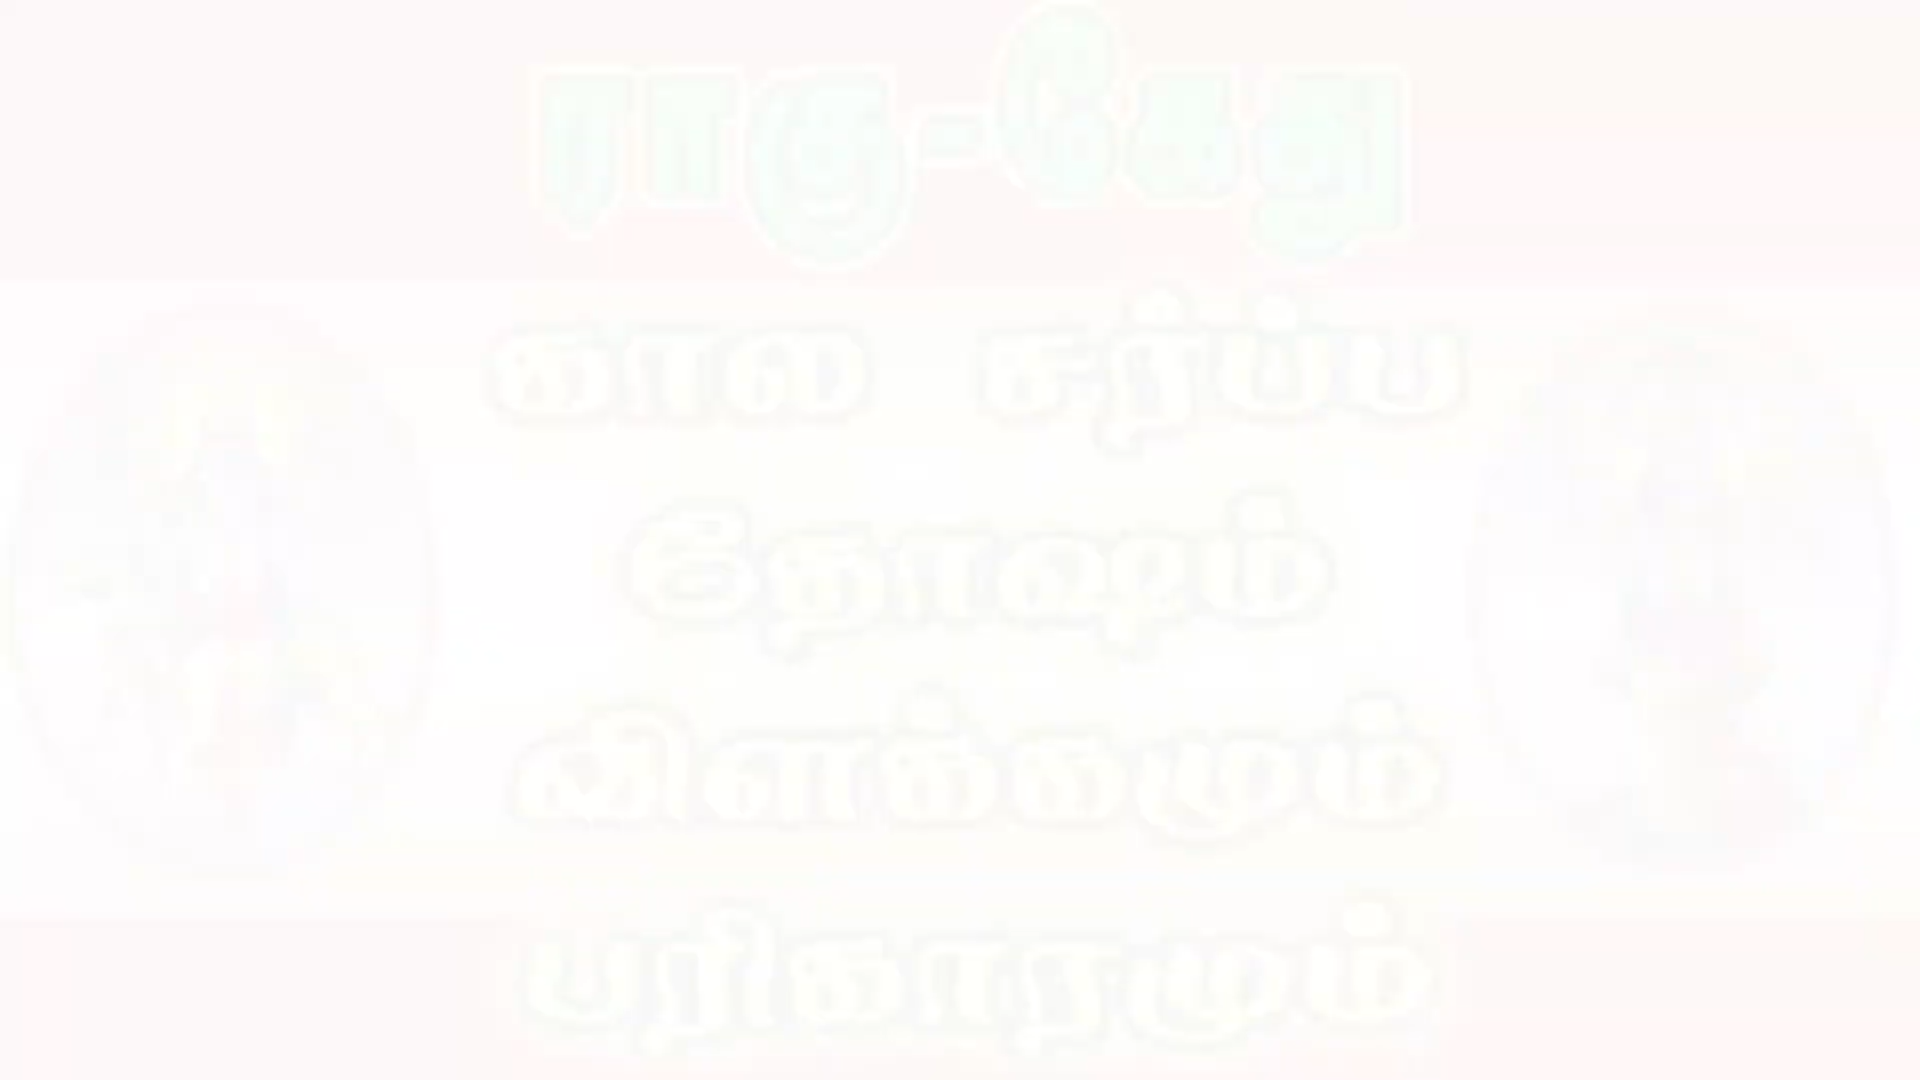 ராகு-கேது
கால சர்ப்ப
தோஷம்
விளக்கமும்
பரிகாரமும்